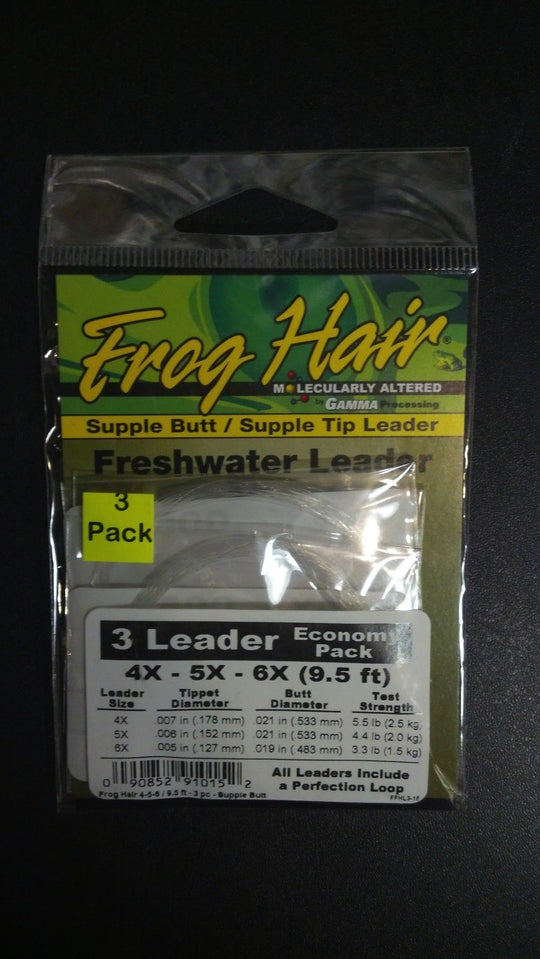 Frog Hair®
MOLECULARLY ALTERED
by GAMMA Processing
Supple Butt / Supple Tip Leader
Freshwater Leader
3
Pack
3 Leader Economy Pack
4X - 5X - 6X (9.5 ft)
Leader Size Tippet Diameter Butt Diameter Test Strength
4X .007 in (.178 mm) .021 in (.533 mm) 5.5 lb (2.5 kg)
5X .006 in (.152 mm) .021 in (.533 mm) 4.4 lb (2.0 kg)
6X .005 in (.127 mm) .019 in (.483 mm) 3.3 lb (1.5 kg)
0 90852 91015 2
All Leaders Include
a Perfection Loop
Frog Hair 4-5-6 / 9.5 ft - 3 pc - Supple Butt